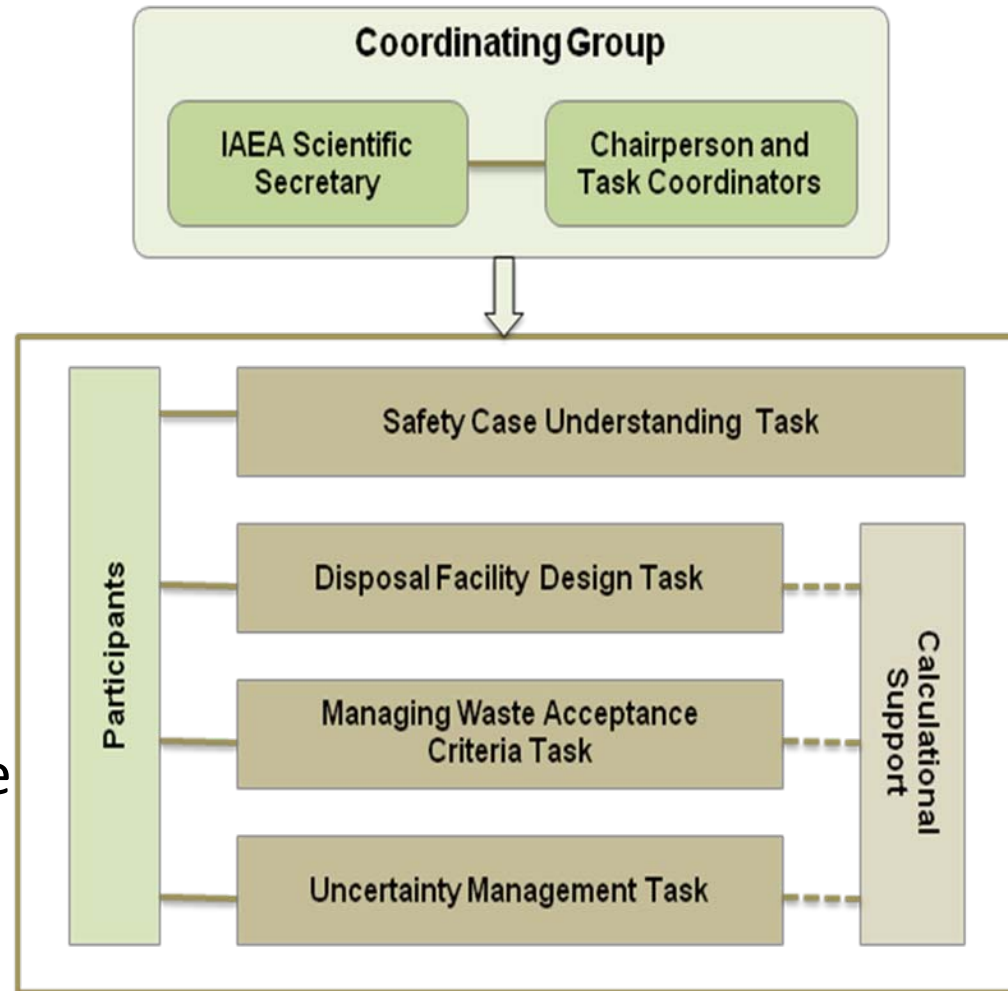 Coordinating Group
IAEA Scientific
Secretary
Chairperson and
Task Coordinators
Participants
Safety Case Understanding Task
Disposal Facility Design Task
Managing Waste Acceptance
Criteria Task
Uncertainty Management Task
Calculational
Support
e